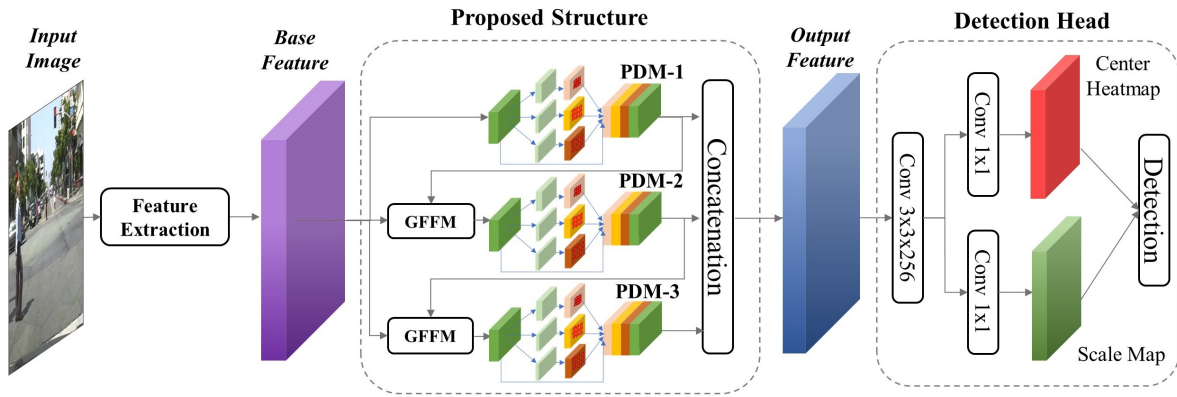 Input
Image
Feature
Extraction
Base
Feature
Proposed Structure
PDM-1
PDM-2
GFFM
PDM-3
GFFM
Concatenation
Output
Feature
Detection Head
Conv 3x3x256
Conv 1x1
Conv 1x1
Center
Heatmap
Scale Map
Detection